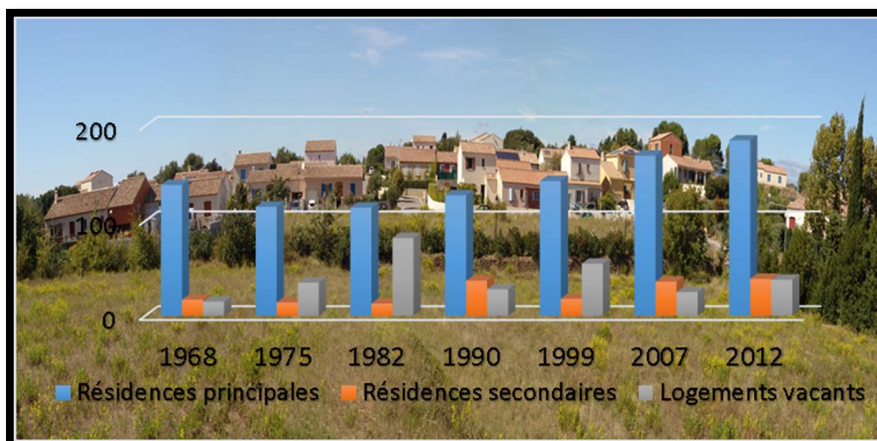 200
100
0
1968 1975 1982 1990 1999 2007 2012
Résidences principales Résidences secondaires Logements vacants